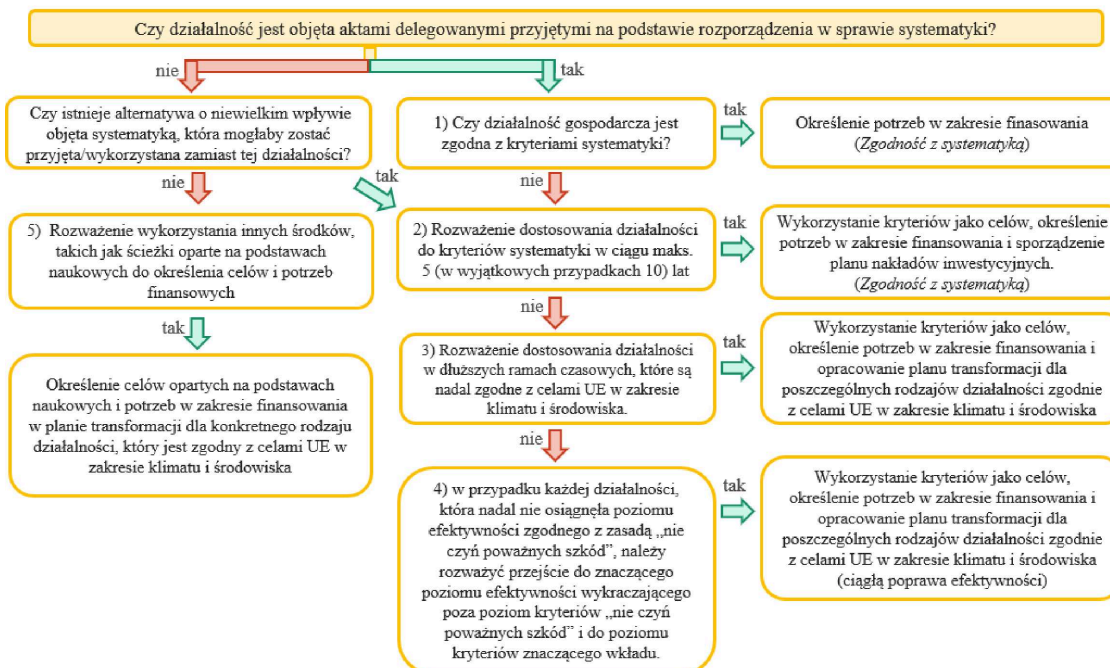 Czy działalność jest objęta aktami delegowanymi przyjętymi na podstawie rozporządzenia w sprawie systematyki?
nie
tak
Czy istnieje alternatywa o niewielkim wpływie
objęta systematyką, która mogłaby zostać
przyjęta/wykorzystana zamiast tej działalności?
1) Czy działalność gospodarcza jest
zgodna z kryteriami systematyki?
tak
Określenie potrzeb w zakresie finansowania
(Zgodność z systematyką)
nie
tak
nie
5) Rozważenie wykorzystania innych środków,
takich jak ścieżki oparte na podstawach
naukowych do określenia celów i potrzeb
finansowych
2) Rozważenie dostosowania działalności
do kryteriów systematyki w ciągu maks.
5 (w wyjątkowych przypadkach 10) lat
tak
Wykorzystanie kryteriów jako celów, określenie
potrzeb w zakresie finansowania i sporządzenie
planu nakładów inwestycyjnych.
(Zgodność z systematyką)
tak
nie
Określenie celów opartych na podstawach
naukowych i potrzeb w zakresie finansowania
w planie transformacji dla konkretnego rodzaju
działalności, który jest zgodny z celami UE w
zakresie klimatu i środowiska
3) Rozważenie dostosowania działalności
w dłuższych ramach czasowych, które są
nadal zgodne z celami UE w zakresie
klimatu i środowiska.
tak
Wykorzystanie kryteriów jako celów,
określenie potrzeb w zakresie finansowania i
opracowanie planu transformacji dla
poszczególnych rodzajów działalności zgodnie
z celami UE w zakresie klimatu i środowiska
nie
4) w przypadku każdej działalności,
która nadal nie osiągnęła poziomu
efektywności zgodnego z zasadą „nie
czyń poważnych szkód”, należy
rozważyć przejście do znaczącego
poziomu efektywności wykraczającego
poza poziom kryteriów „nie czyń
poważnych szkód” i do poziomu
kryteriów znaczącego wkładu.
tak
Wykorzystanie kryteriów jako celów,
określenie potrzeb w zakresie finansowania i
opracowanie planu transformacji dla
poszczególnych rodzajów działalności zgodnie
z celami UE w zakresie klimatu i środowiska
(ciągłą poprawa efektywności)